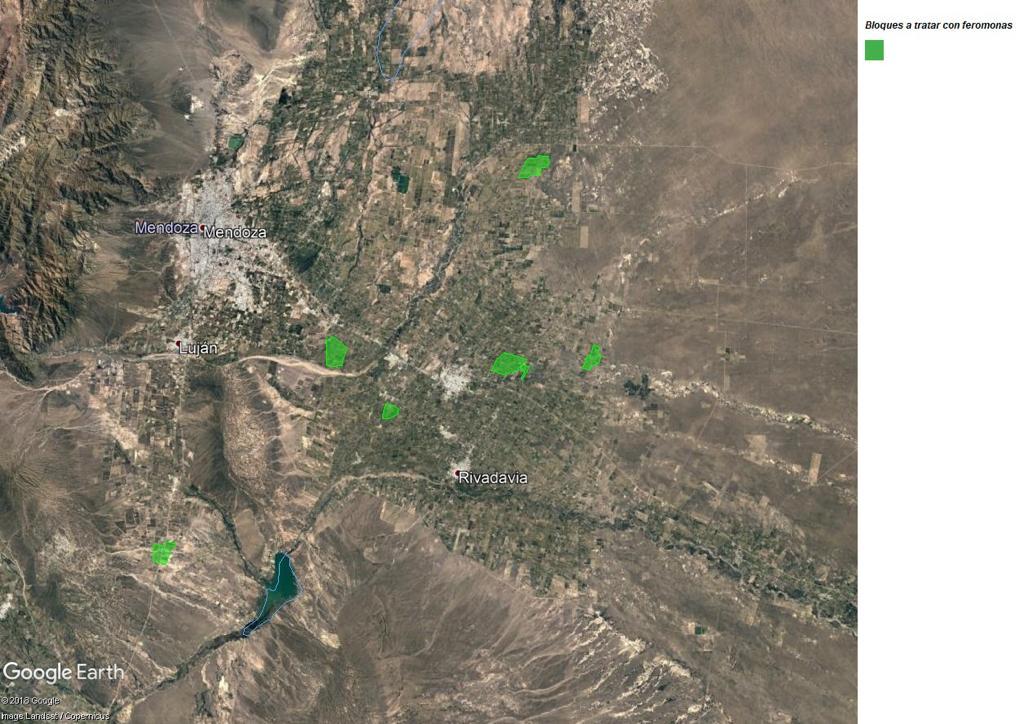 Bloques a tratar con feromonas
Mendoza Mendoza
Luján
Rivadavia
Google Earth
© 2018 Google
Image Landsat / Copernicus